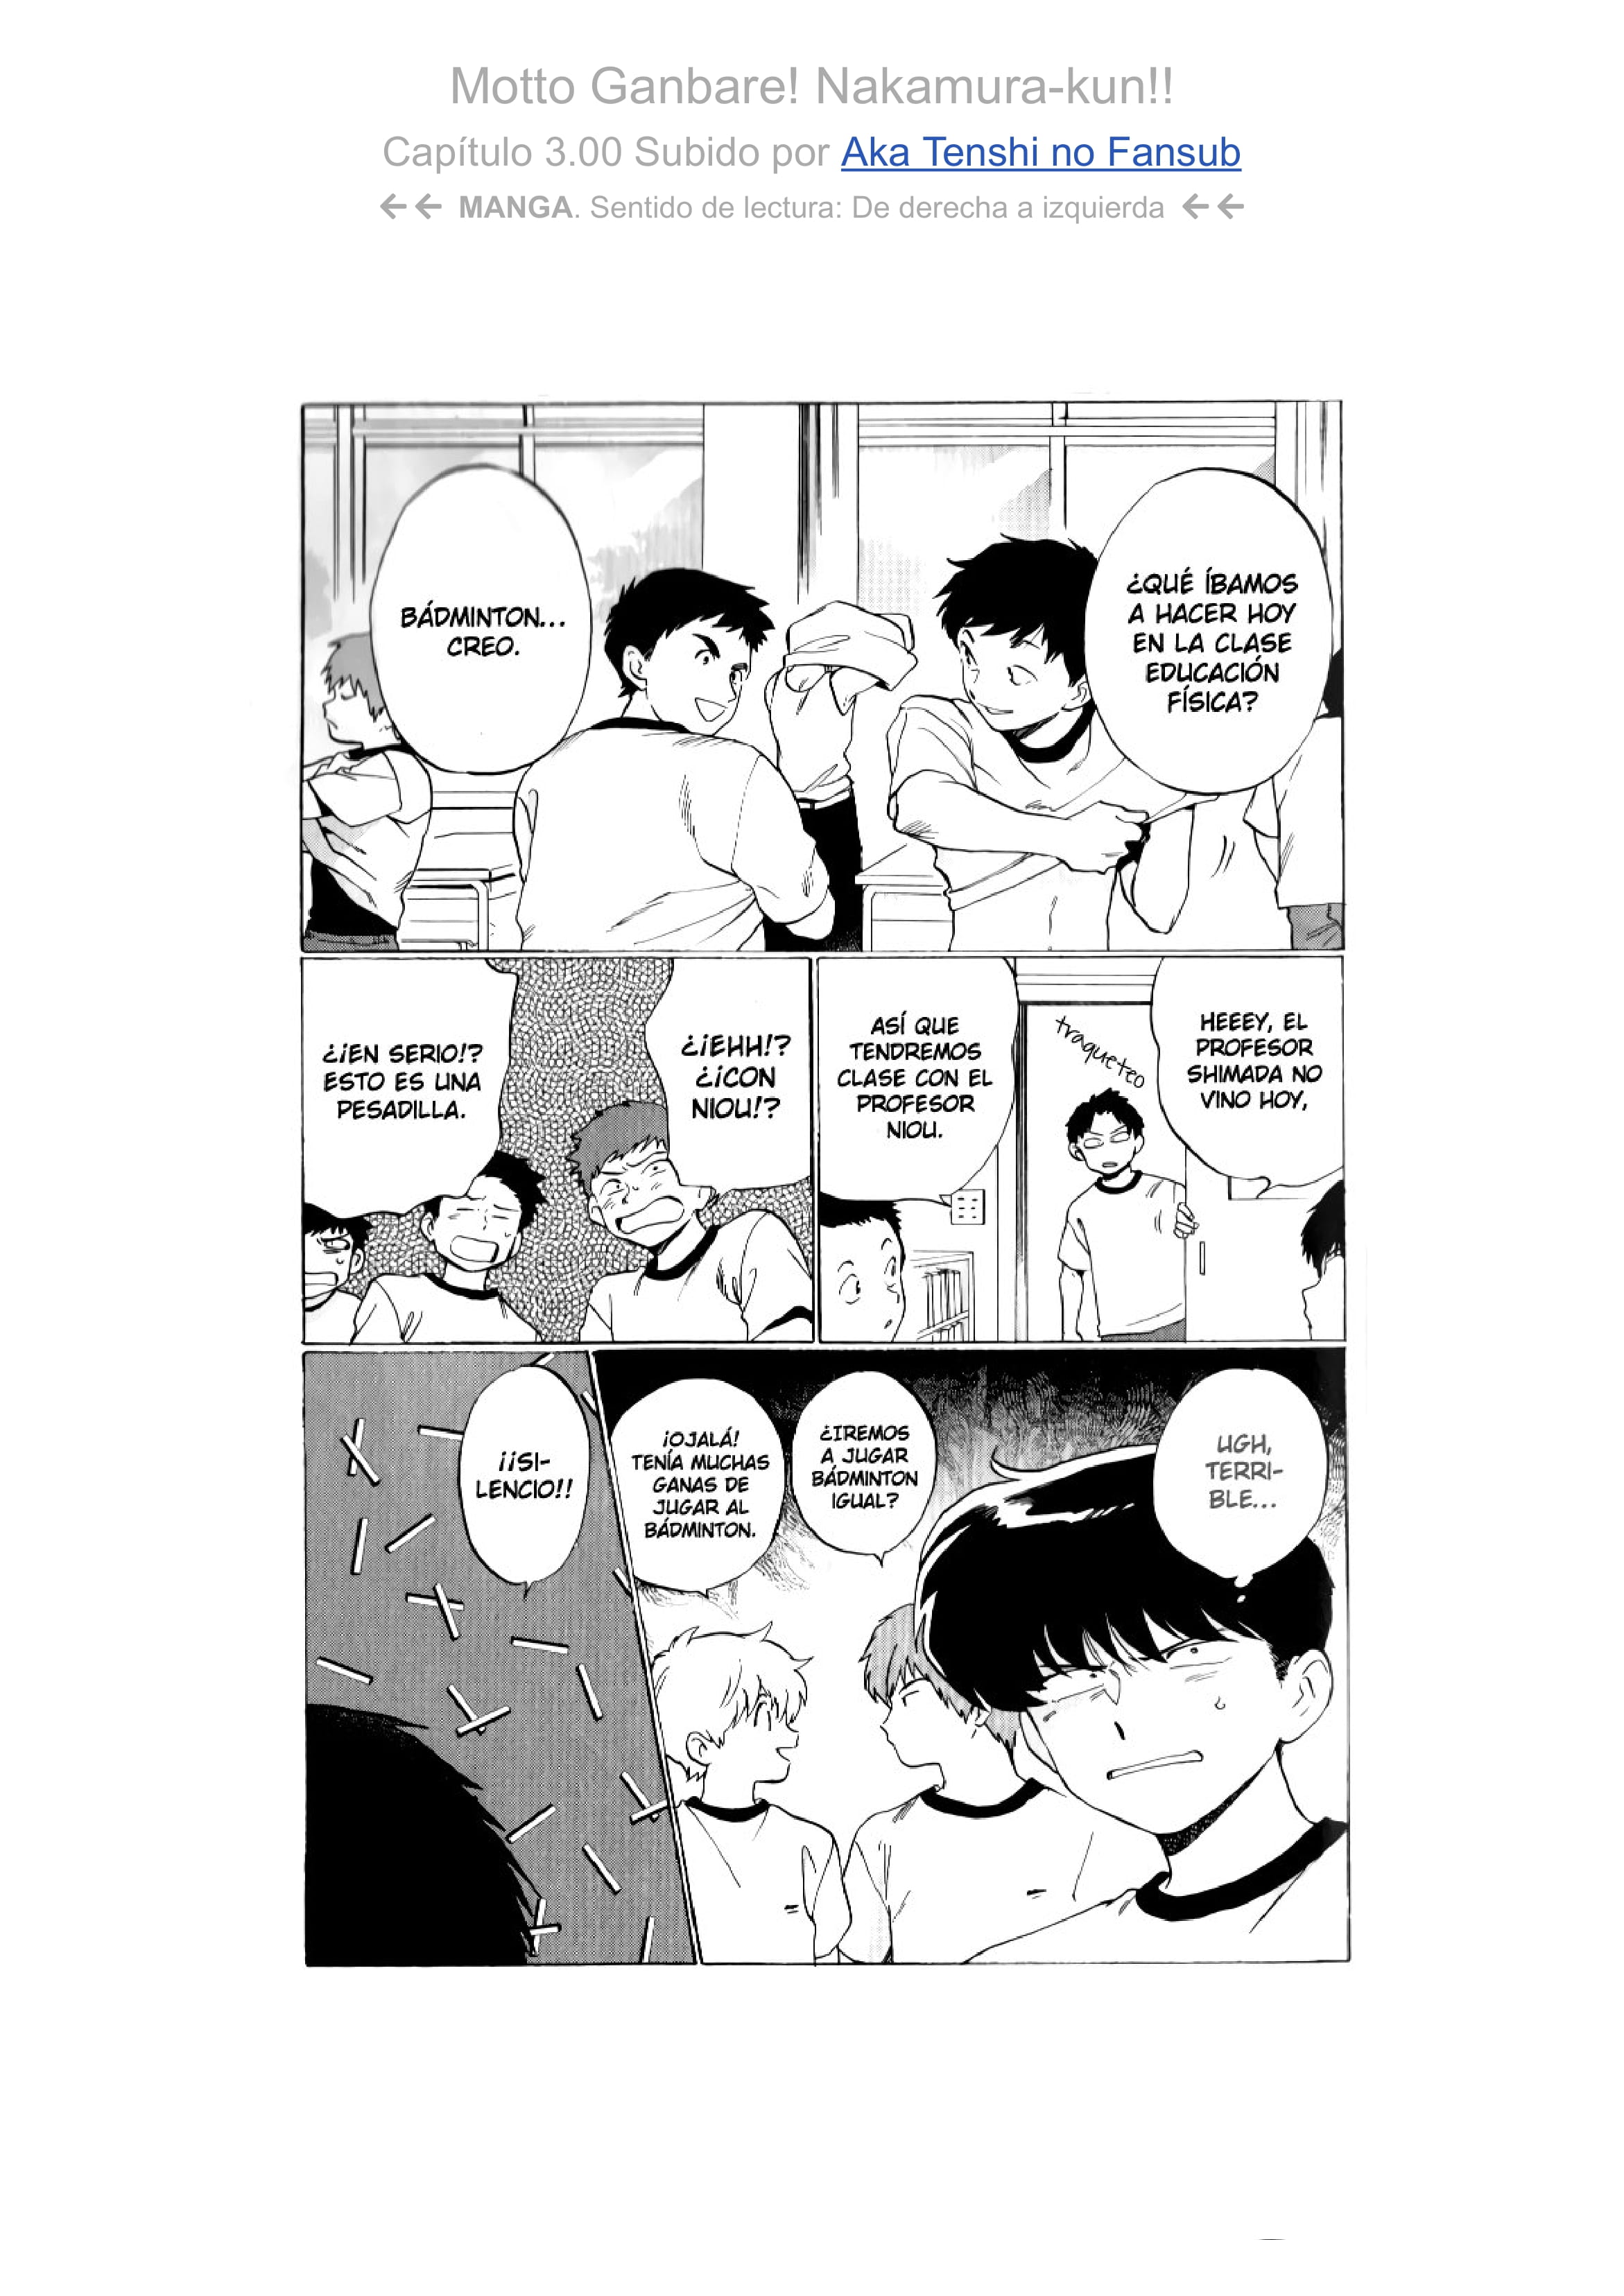 Motto Ganbare! Nakamura-kun!!
Capítulo 3.00 Subido por Aka Tenshi no Fansub
MANGA. Sentido de lectura: De derecha a izquierda
¿QUÉ ÍBAMOS
A HACER HOY
EN LA CLASE
EDUCACIÓN
FÍSICA?
BÁDMINTON...
CREO.
HEEEY, EL
PROFESOR
SHIMADA NO
VINO HOY,
traqueteo
ASÍ QUE
TENDREMOS
CLASE CON EL
PROFESOR
NIOU.
¿¡EHH!?
¿¡CON
NIOU!?
¿¡EN SERIO!?
ESTO ES UNA
PESADILLA.
UGH,
TERRI-
BLE...
¿IREMOS
A JUGAR
BÁDMINTON
IGUAL?
¡OJALÁ!
TENÍA MUCHAS
GANAS DE
JUGAR AL
BÁDMINTON.
¡¡SI-
LENCIO!!